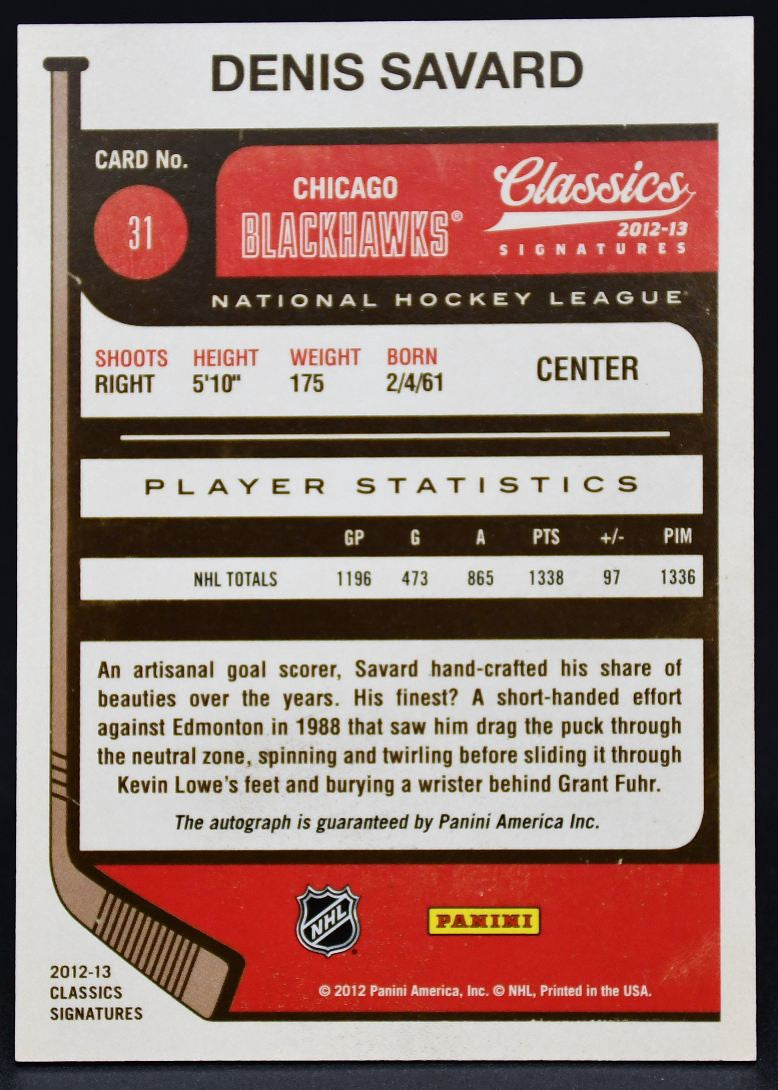 DENIS SAVARD
CARD No.
31
CHICAGO
BLACKHAWKS®
Classics
2012-13
SIGNATURES
NATIONAL HOCKEY LEAGUE
SHOOTS HEIGHT WEIGHT BORN
RIGHT 5'10" 175 2/4/61
CENTER
PLAYER STATISTICS
GP G A PTS +/- PIM
NHL TOTALS 1196 473 865 1338 97 1336
An artisanal goal scorer, Savard hand-crafted his share of
beauties over the years. His finest? A short-handed effort
against Edmonton in 1988 that saw him drag the puck through
the neutral zone, spinning and twirling before sliding it through
Kevin Lowe's feet and burying a wrister behind Grant Fuhr.
The autograph is guaranteed by Panini America Inc.
NHL
PANINI
2012-13
CLASSICS
SIGNATURES
© 2012 Panini America, Inc. © NHL, Printed in the USA.